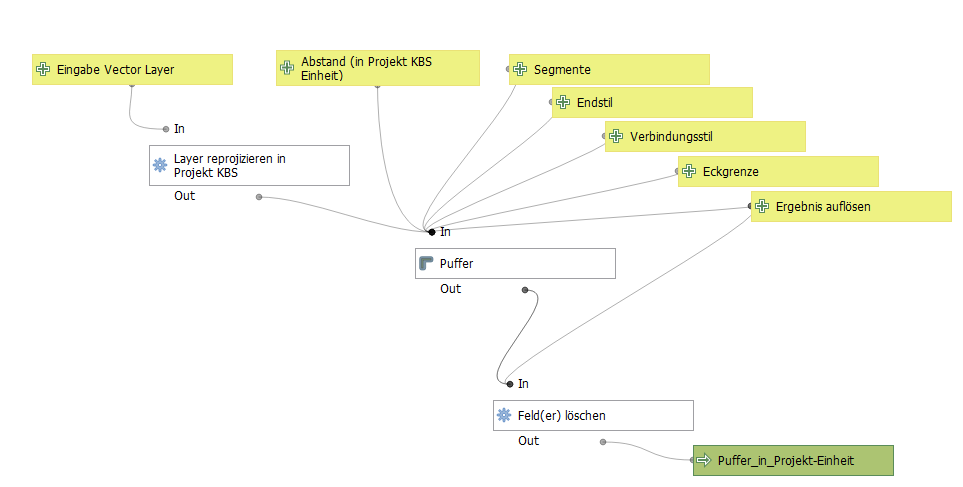 Eingabe Vector Layer
Abstand (in Projekt KBS
Einheit)
Segmente
Endstil
Verbindungsstil
Eckgrenze
Ergebnis auflösen
In
Layer reprojizieren in
Projekt KBS
Out
In
Puffer
Out
In
Feld(er) löschen
Out
Puffer_in_Projekt-Einheit